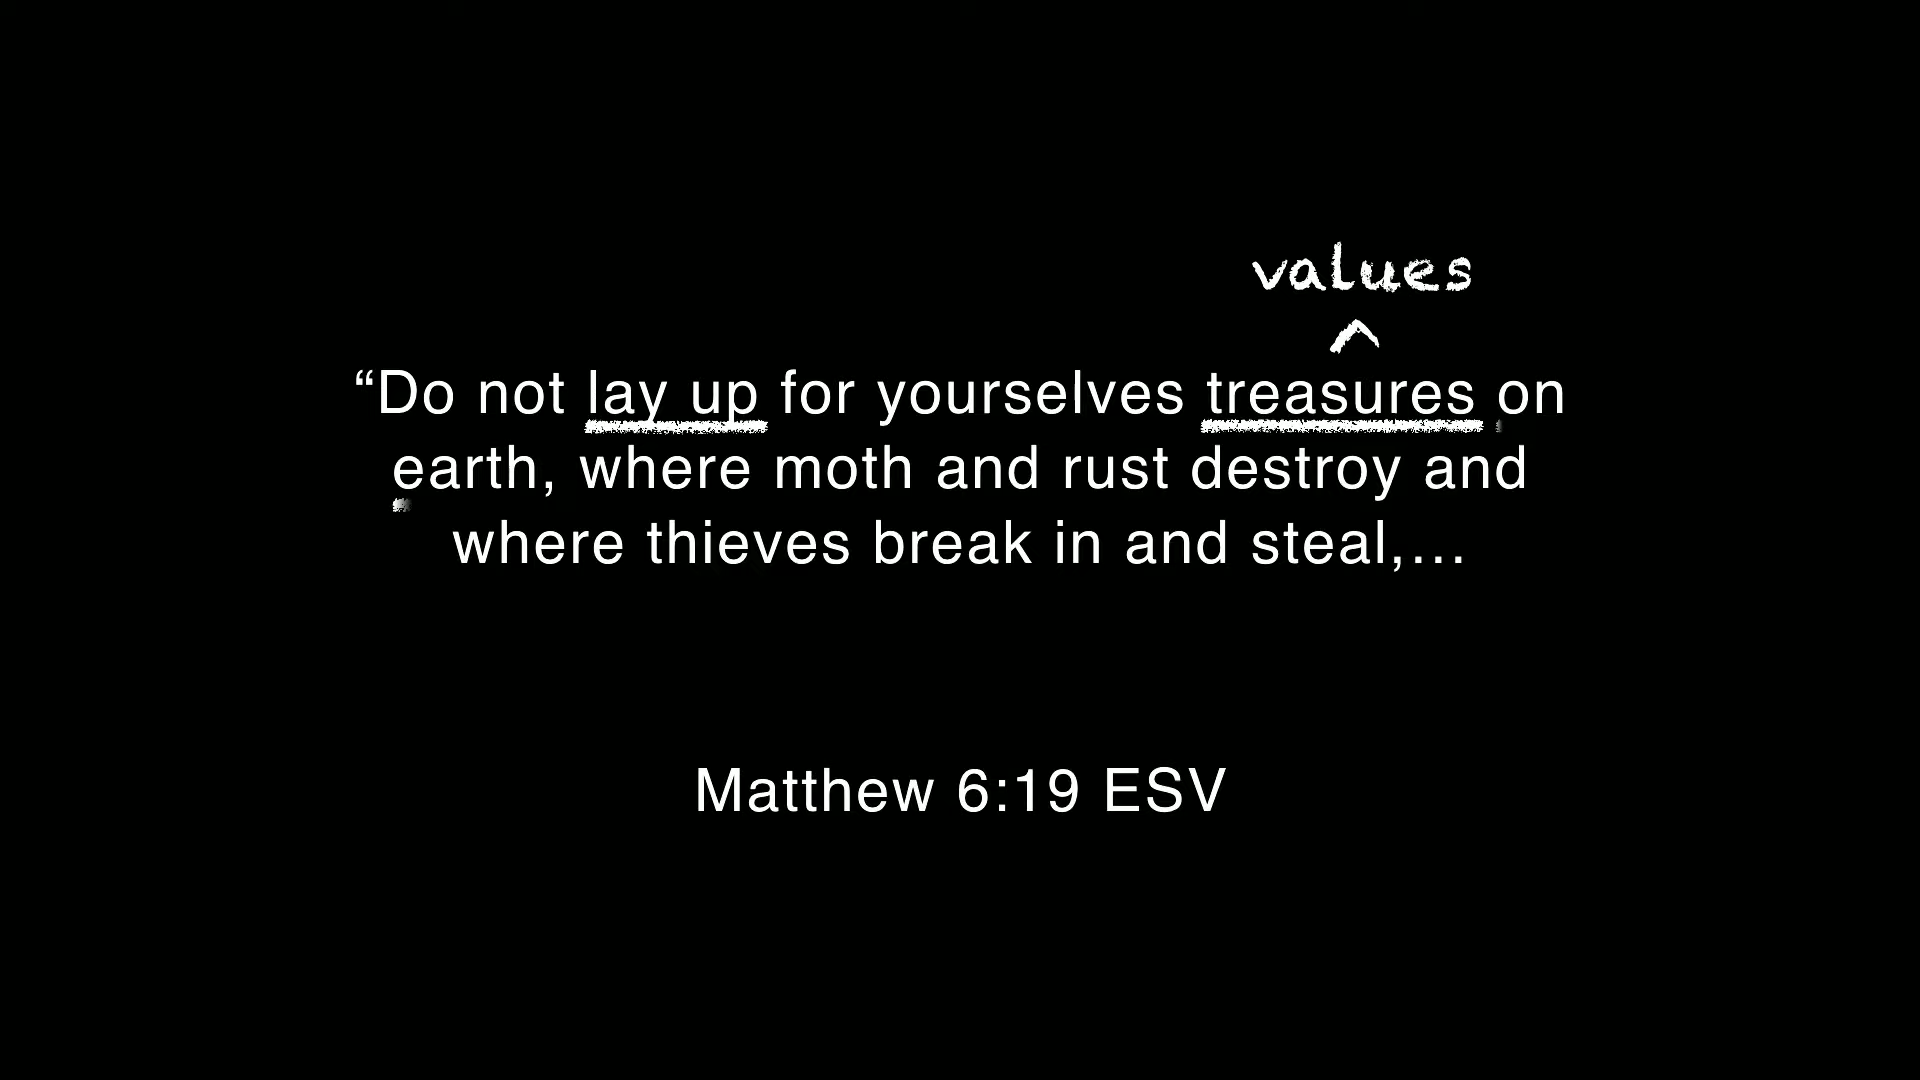 values
^
“Do not lay up for yourselves treasures on
earth, where moth and rust destroy and
where thieves break in and steal,...
Matthew 6:19 ESV